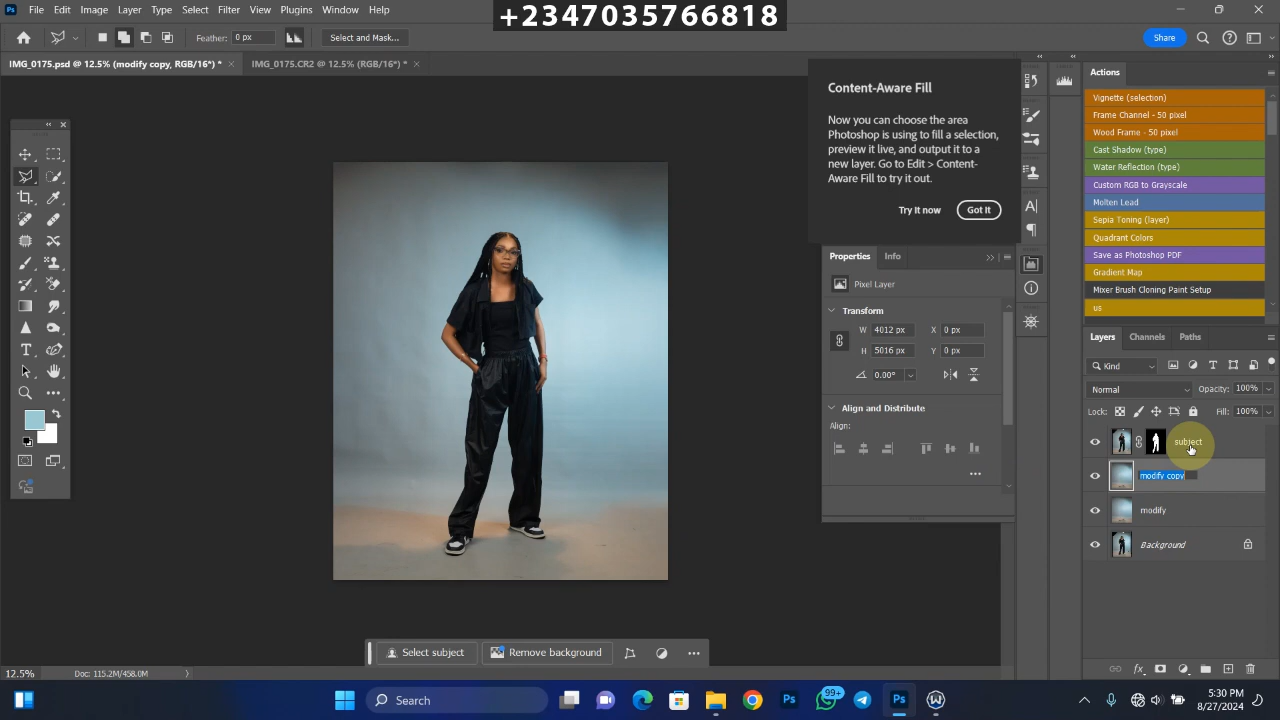 +2347035766818
Ps File Edit Image Layer Type Select Filter View Plugins Window Help
Feather: 0 px Select and Mask... Share
IMG_0175.psd @ 12.5% (modify copy, RGB/16*) * × IMG_0175.CR2 @ 12.5% (RGB/16*) * ×
Content-Aware Fill
Now you can choose the area
Photoshop is using to fill a selection,
preview it live, and output it to a
new layer. Go to Edit > Content-
Aware Fill to try it out.
Try it now Got it
Properties Info
Pixel Layer
Transform
W 4012 px X 0 px
H 5016 px Y 0 px
0.00°
Align and Distribute
Align:
...
Actions
Vignette (selection)
Frame Channel - 50 pixel
Wood Frame - 50 pixel
Cast Shadow (type)
Water Reflection (type)
Custom RGB to Grayscale
Molten Lead
Sepia Toning (layer)
Quadrant Colors
Save as Photoshop PDF
Gradient Map
Mixer Brush Cloning Paint Setup
us
Layers Channels Paths
Kind
Normal Opacity: 100%
Lock: Fill: 100%
subject
modify copy
modify
Background
Select subject Remove background ...
12.5% Doc: 115.2M/458.0M
Search 99+ 5:30 PM
8/27/2024